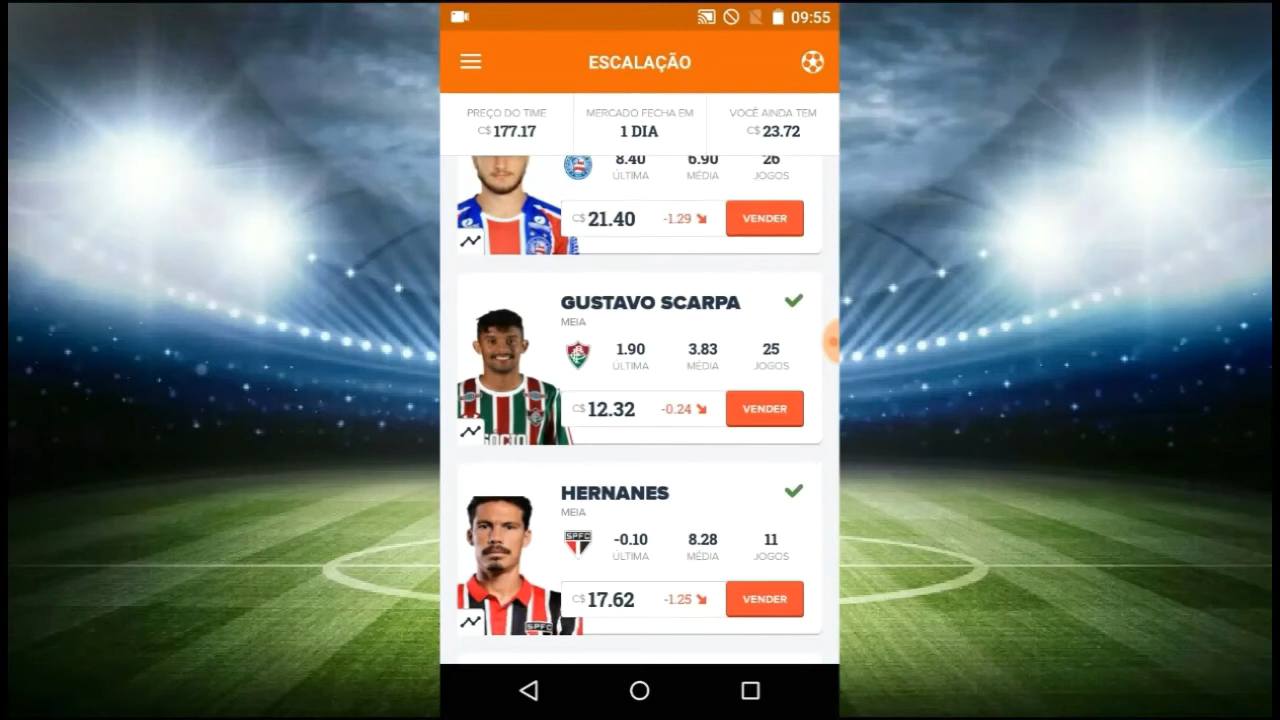 09:55
ESCALAÇÃO
PREÇO DO TIME MERCADO FECHA EM VOCÊ AINDA TEM
C$ 177.17 1 DIA C$ 23.72
8.40 6.90 26
ÚLTIMA MÉDIA JOGOS
C$ 21.40 -1.29 VENDER
GUSTAVO SCARPA
MEIA
1.90 3.83 25
ÚLTIMA MÉDIA JOGOS
C$ 12.32 -0.24 VENDER
SÓCIO
HERNANES
MEIA
SPFC -0.10 8.28 11
ÚLTIMA MÉDIA JOGOS
C$ 17.62 -1.25 VENDER
SPFC